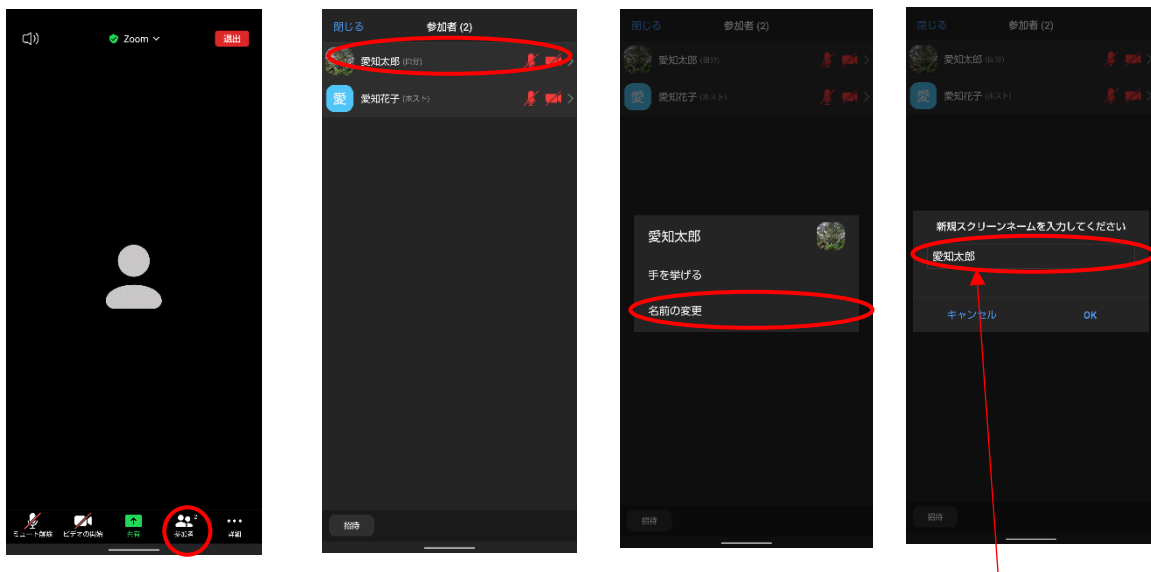 Zoom
退出
ミュート解除
ビデオの開始
共有
参加者
2
詳細
閉じる
参加者 (2)
愛知太郎 (自分)
愛
愛知花子 (ホスト)
招待
閉じる
参加者 (2)
愛知太郎 (自分)
愛
愛知花子 (ホスト)
愛知太郎
手を挙げる
名前の変更
招待
閉じる
参加者 (2)
愛知太郎 (自分)
愛
愛知花子 (ホスト)
新規スクリーンネームを入力してください
愛知太郎
キャンセル
OK
招待